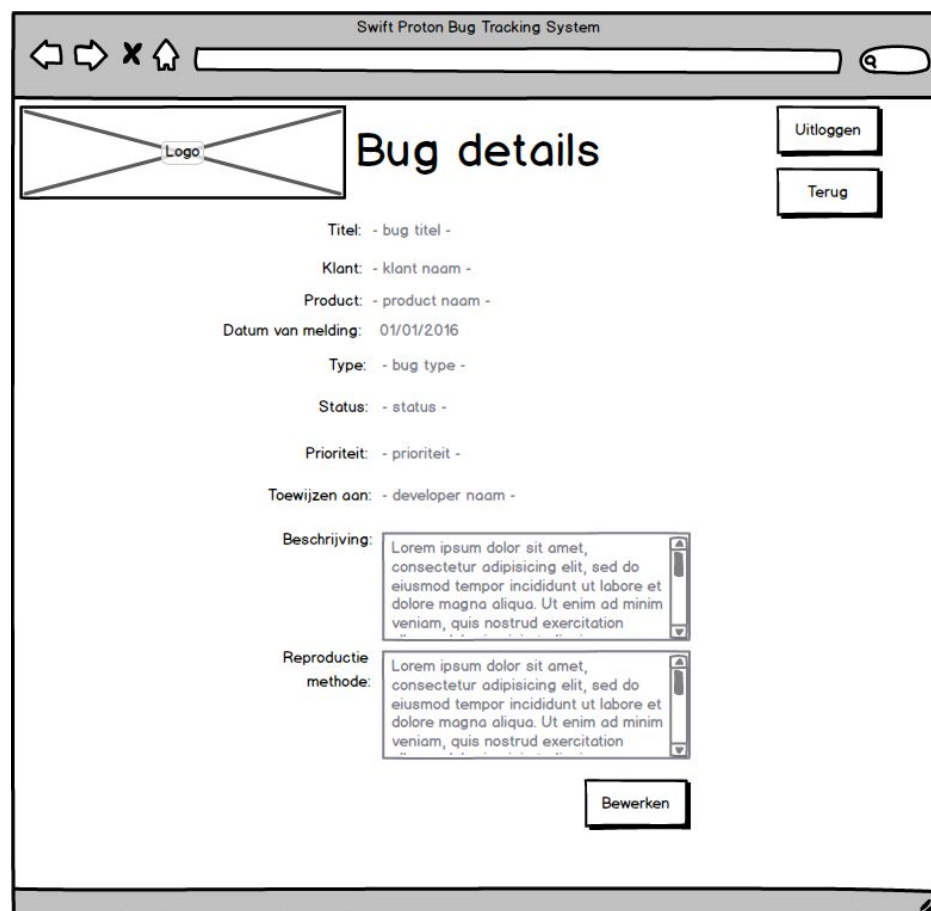 Swift Proton Bug Tracking System
Logo
Bug details
Uitloggen
Terug
Titel: - bug titel -
Klant: - klant naam -
Product: - product naam -
Datum van melding: 01/01/2016
Type: - bug type -
Status: - status -
Prioriteit: - prioriteit -
Toewijzen aan: - developer naam -
Beschrijving:
Lorem ipsum dolor sit amet,
consectetur adipisicing elit, sed do
eiusmod tempor incididunt ut labore et
dolore magna aliqua. Ut enim ad minim
veniam, quis nostrud exercitation
Reproductie
methode:
Lorem ipsum dolor sit amet,
consectetur adipisicing elit, sed do
eiusmod tempor incididunt ut labore et
dolore magna aliqua. Ut enim ad minim
veniam, quis nostrud exercitation
Bewerken